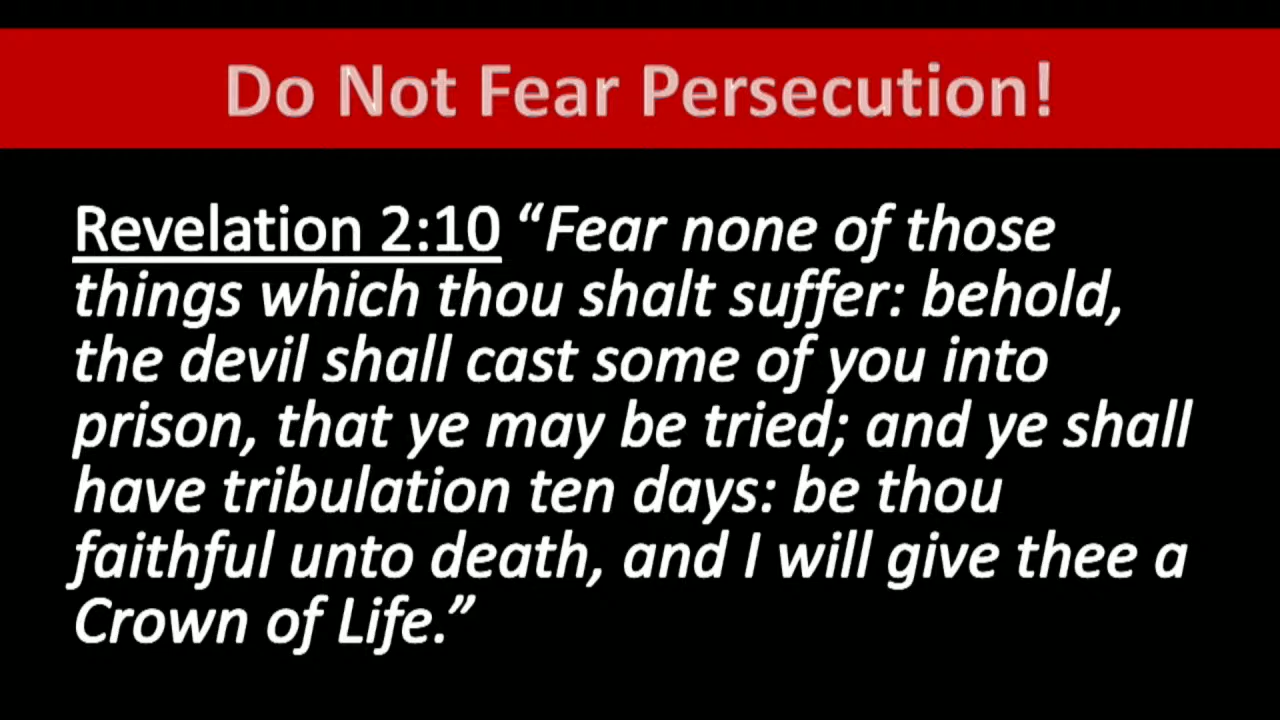 Do Not Fear Persecution!
Revelation 2:10 “Fear none of those
things which thou shalt suffer: behold,
the devil shall cast some of you into
prison, that ye may be tried; and ye shall
have tribulation ten days: be thou
faithful unto death, and I will give thee a
Crown of Life.”